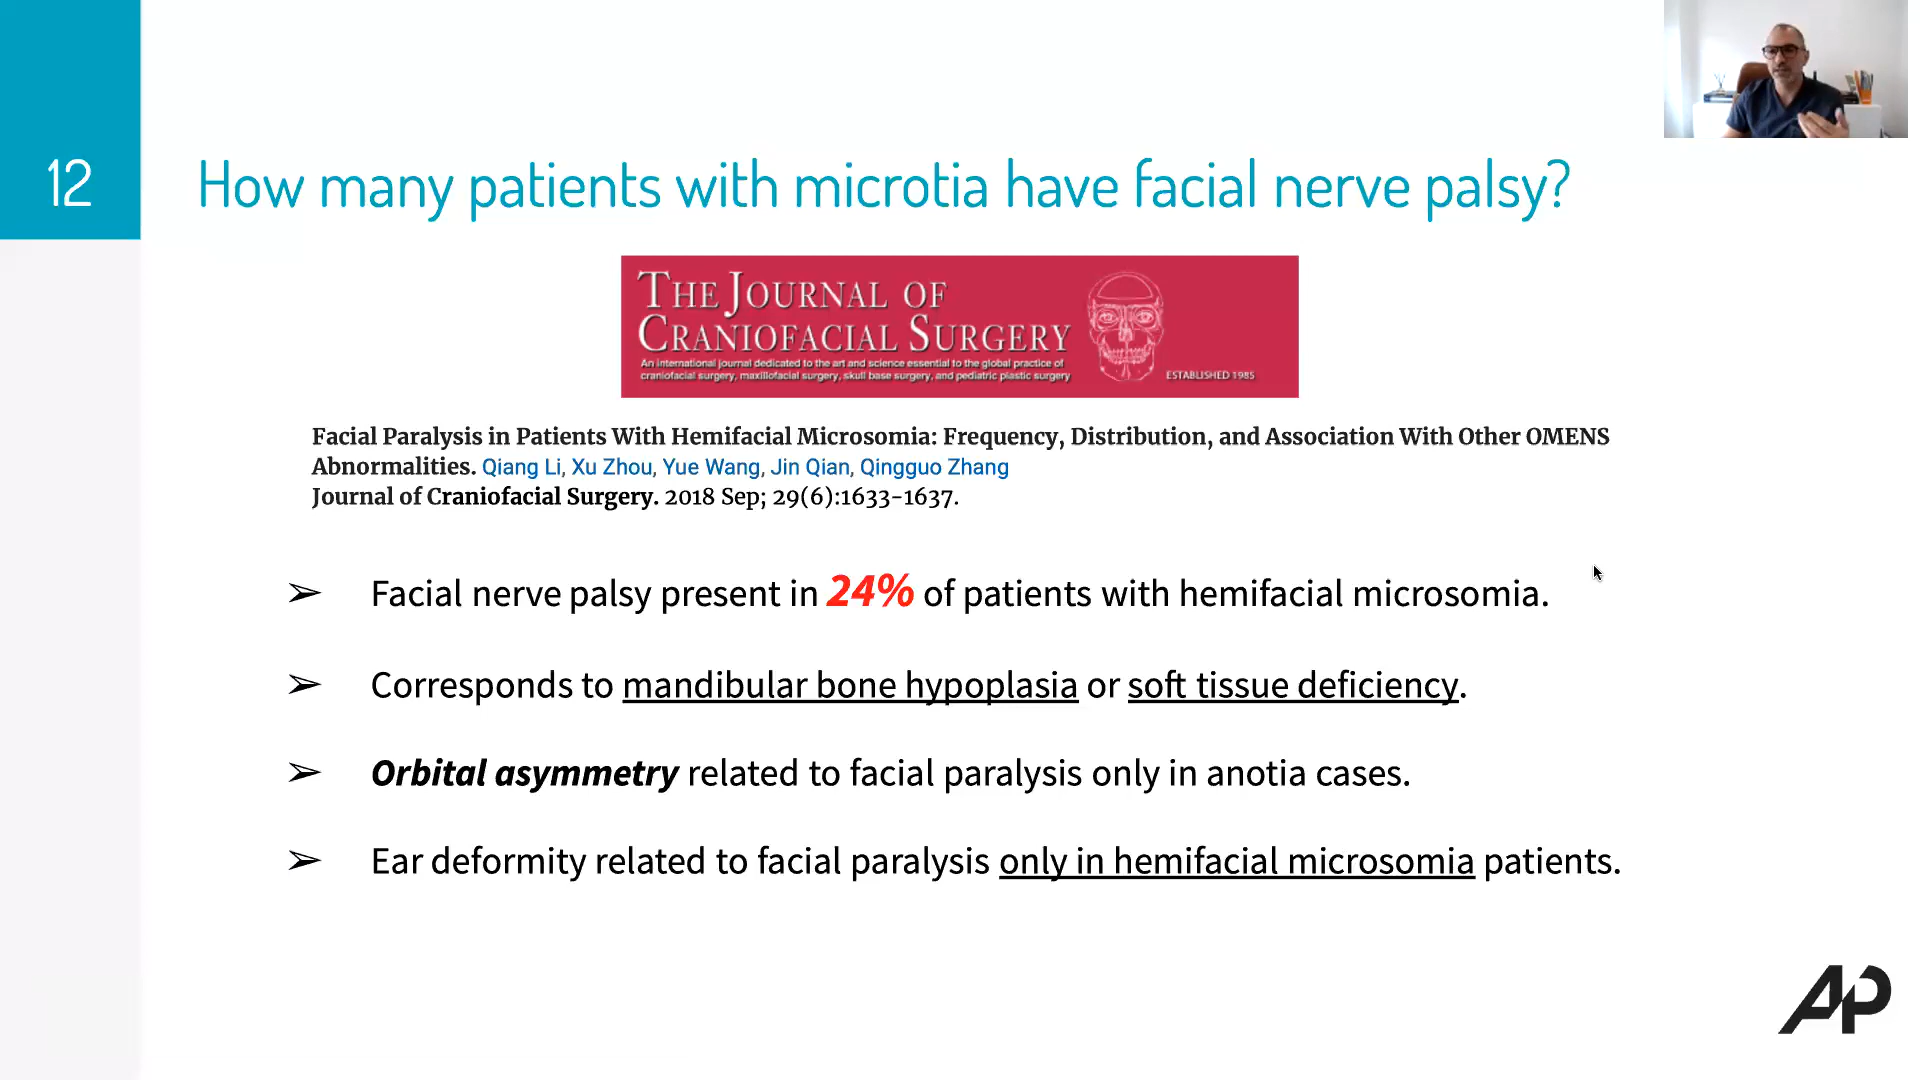 12
How many patients with microtia have facial nerve palsy?
THE JOURNAL OF
CRANIOFACIAL SURGERY
An international journal dedicated to the art and science essential to the global practice of
craniofacial surgery, maxillofacial surgery, skull base surgery, and pediatric plastic surgery
ESTABLISHED 1985
Facial Paralysis in Patients With Hemifacial Microsomia: Frequency, Distribution, and Association With Other OMENS
Abnormalities. Qiang Li, Xu Zhou, Yue Wang, Jin Qian, Qingguo Zhang
Journal of Craniofacial Surgery. 2018 Sep; 29(6):1633-1637.
➢ Facial nerve palsy present in 24% of patients with hemifacial microsomia.
➢ Corresponds to mandibular bone hypoplasia or soft tissue deficiency.
➢ Orbital asymmetry related to facial paralysis only in anotia cases.
➢ Ear deformity related to facial paralysis only in hemifacial microsomia patients.
AP